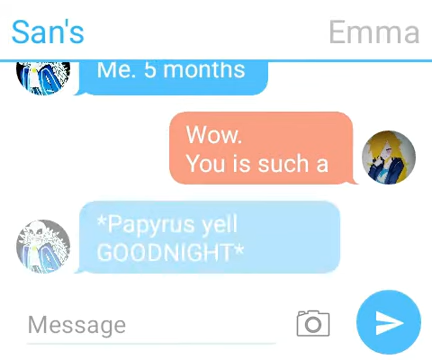 San's Emma
Me. 5 months
Wow.
You is such a
*Papyrus yell
GOODNIGHT*
Message